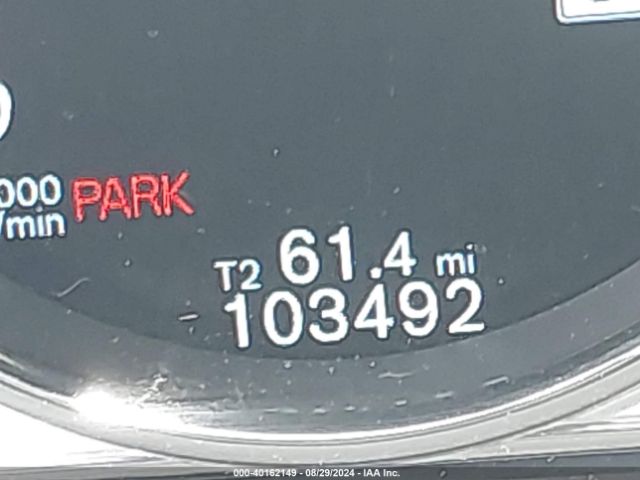 000 PARK
/min
T2 61.4 mi
103492
000-40162149 - 08/29/2024 - IAA Inc.